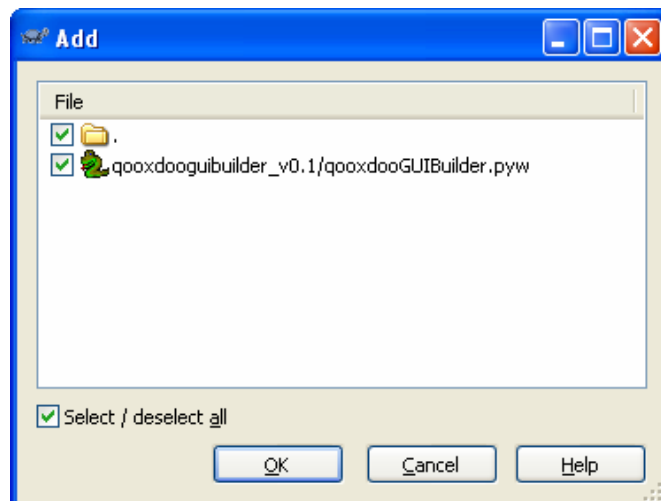 Add
File
.
qooxdooguibuilder_v0.1/qooxdooGUIBuilder.pyw
Select / deselect all
OK Cancel Help